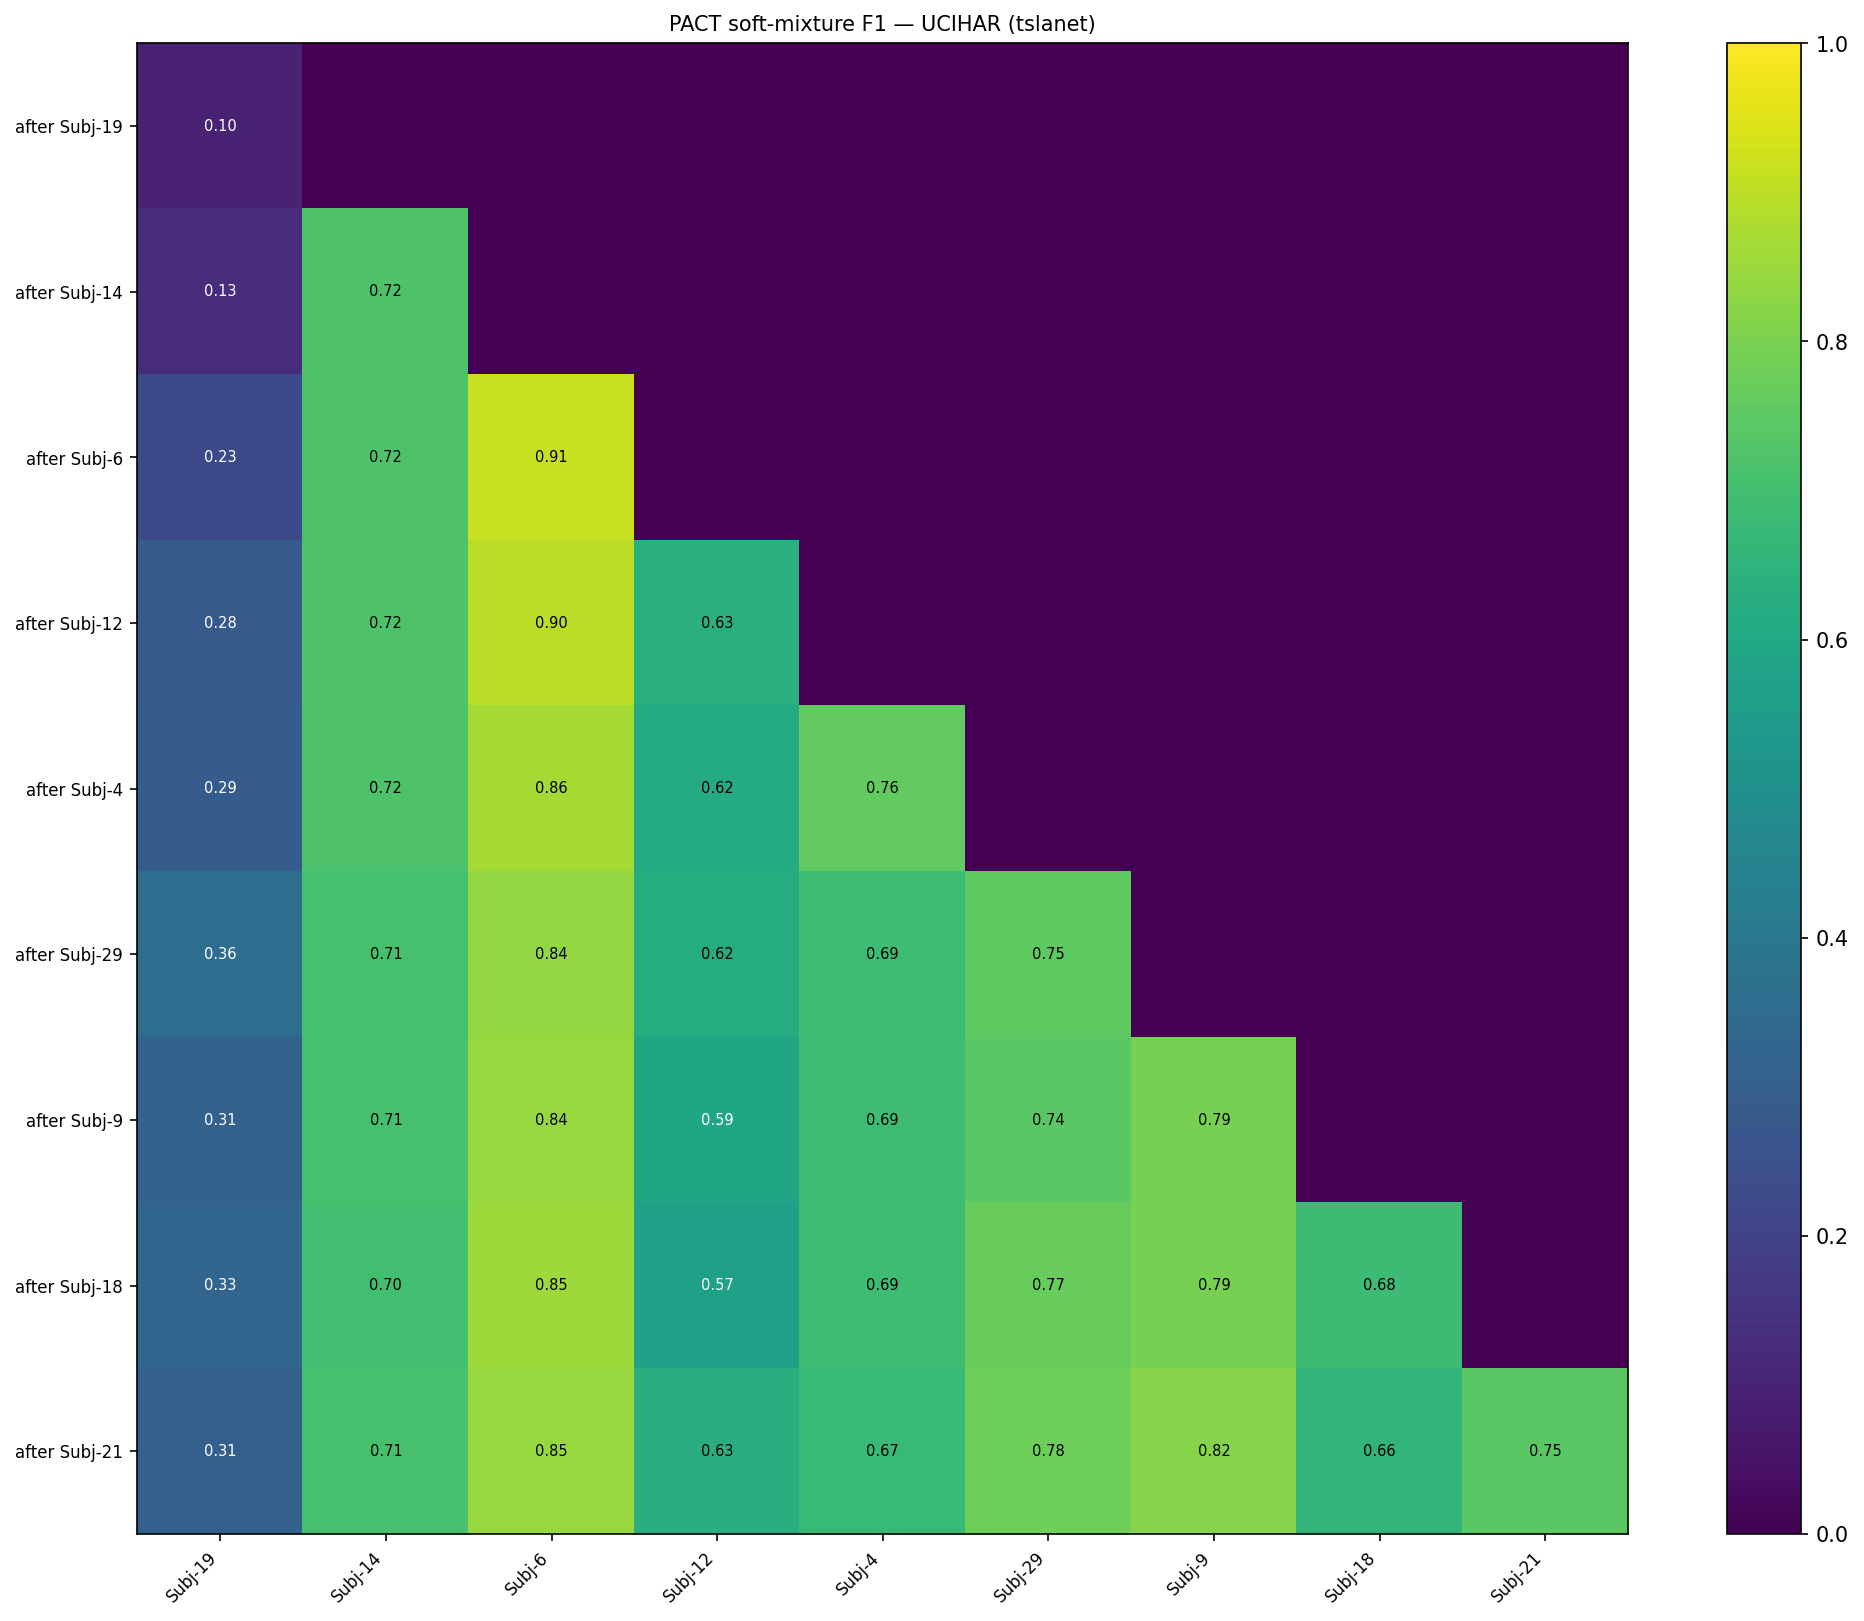 PACT soft-mixture F1 — UCIHAR (tslanet)
after Subj-19 0.10
after Subj-14 0.13 0.72
after Subj-6 0.23 0.72 0.91
after Subj-12 0.28 0.72 0.90 0.63
after Subj-4 0.29 0.72 0.86 0.62 0.76
after Subj-29 0.36 0.71 0.84 0.62 0.69 0.75
after Subj-9 0.31 0.71 0.84 0.59 0.69 0.74 0.79
after Subj-18 0.33 0.70 0.85 0.57 0.69 0.77 0.79 0.68
after Subj-21 0.31 0.71 0.85 0.63 0.67 0.78 0.82 0.66 0.75
Subj-19 Subj-14 Subj-6 Subj-12 Subj-4 Subj-29 Subj-9 Subj-18 Subj-21
1.0
0.8
0.6
0.4
0.2
0.0